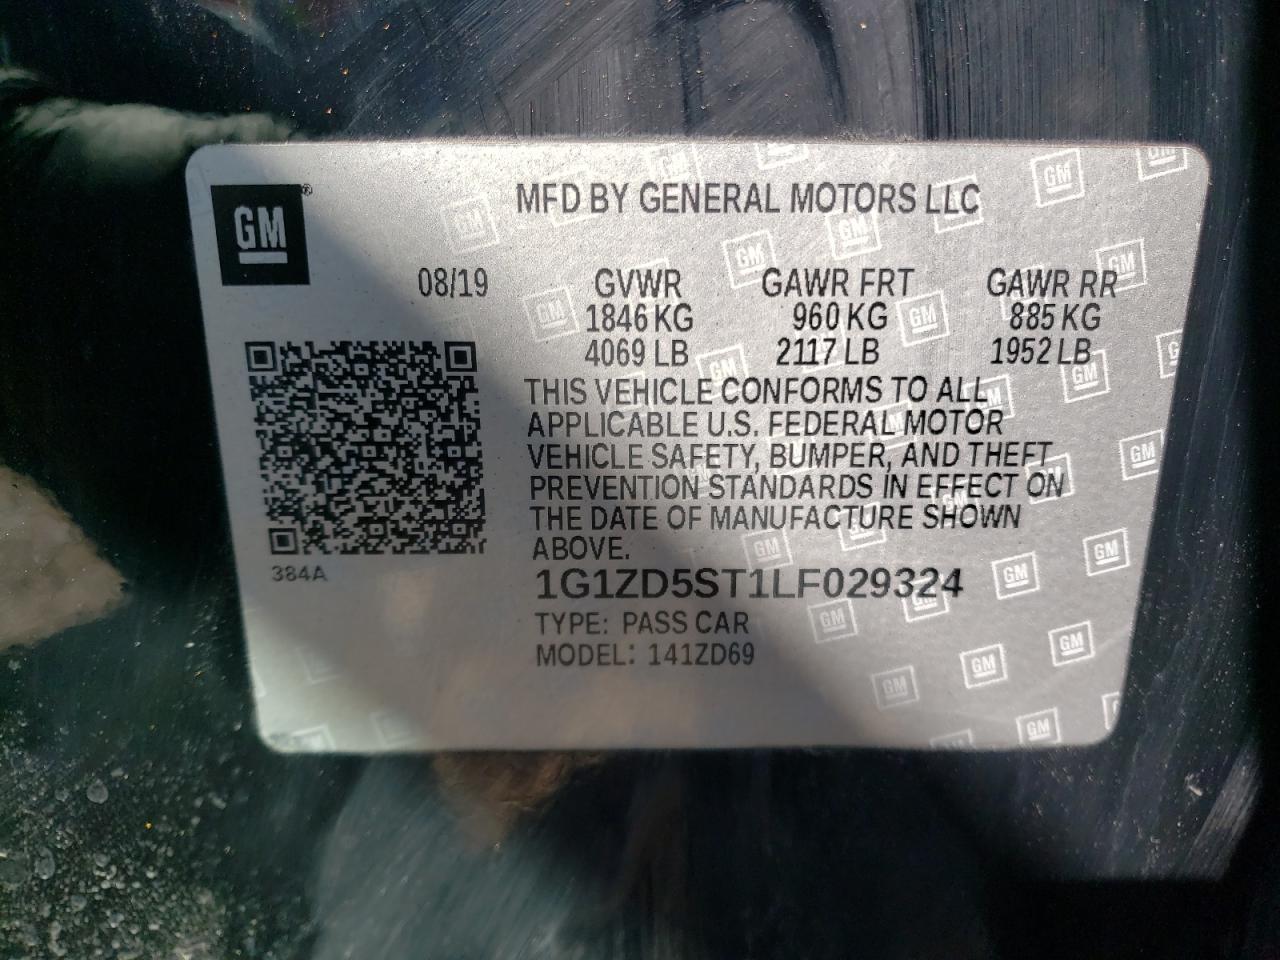 GM®
MFD BY GENERAL MOTORS LLC
08/19 GVWR GAWR FRT GAWR RR
1846 KG 960 KG 885 KG
4069 LB 2117 LB 1952 LB
THIS VEHICLE CONFORMS TO ALL
APPLICABLE U.S. FEDERAL MOTOR
VEHICLE SAFETY, BUMPER, AND THEFT
PREVENTION STANDARDS IN EFFECT ON
THE DATE OF MANUFACTURE SHOWN
ABOVE.
384A
1G1ZD5ST1LF029324
TYPE: PASS CAR
MODEL: 141ZD69